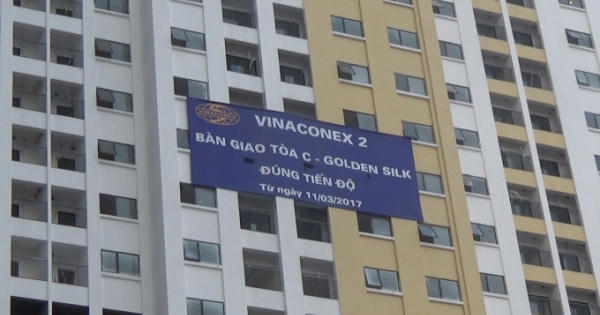 VINACONEX 2
BÀN GIAO TÒA C - GOLDEN SILK
ĐÚNG TIẾN ĐỘ
Từ ngày 11/03/2017